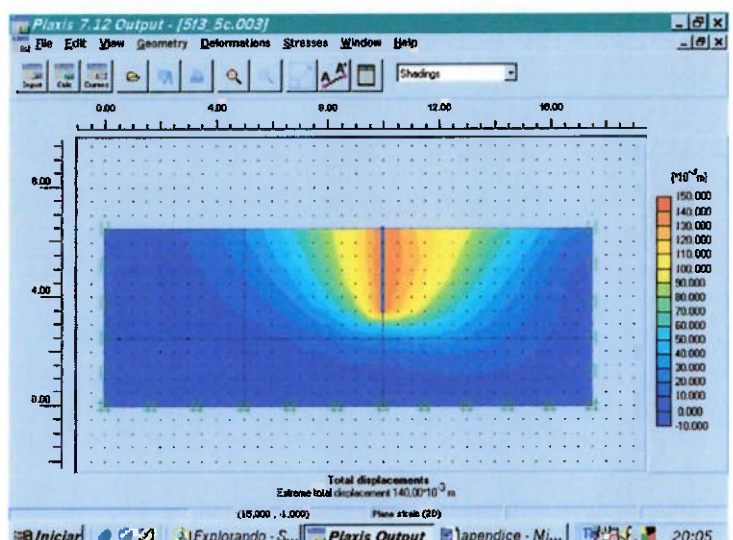 Plaxis 7.12 Output - [5f3_5c.003]
File Edit View Geometry Deformations Stresses Window Help
Input Calc Curves Shadings
0.00 4.00 8.00 12.00 16.00
8.00
4.00
0.00
[*10⁻³ m]
150.000
140.000
130.000
120.000
110.000
100.000
90.000
80.000
70.000
60.000
50.000
40.000
30.000
20.000
10.000
0.000
-10.000
Total displacements
Extreme total displacement 140,00*10⁻³ m
(15,000 , -1,000) Plane strain (2D)
Iniciar Explorando - S... Plaxis Output apendice - Mi... 20:05